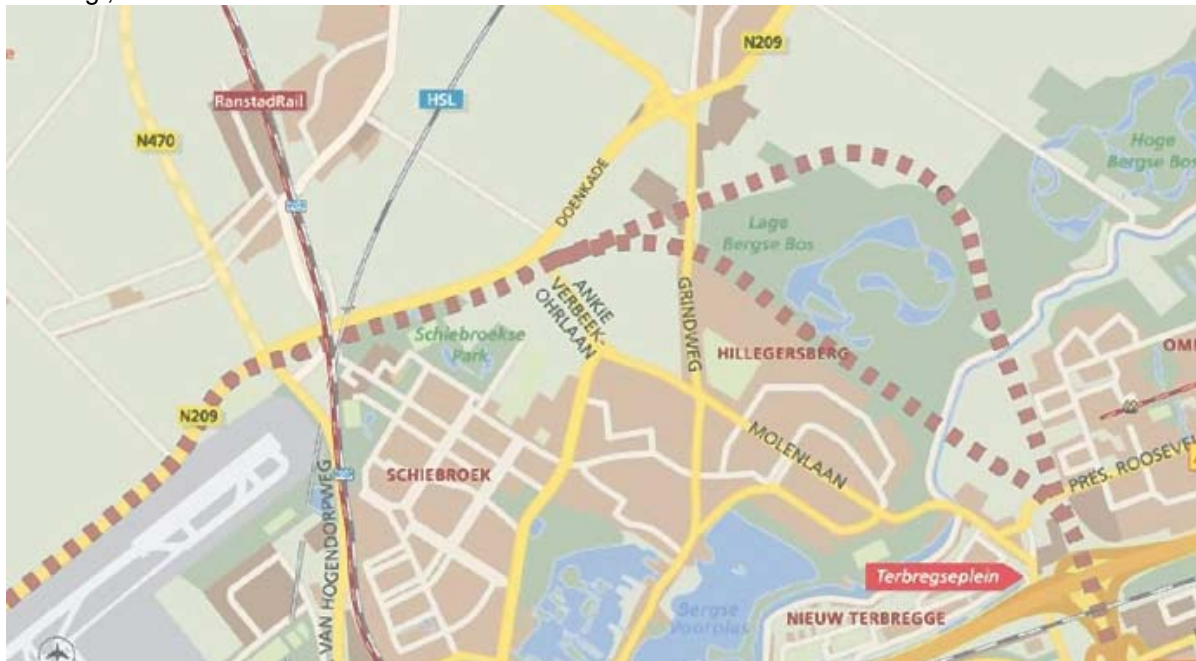 N209
RanstadRail
HSL
N470
Hoge
Bergse Bos
DOENKADE
Lage
Bergse Bos
ANKIE
VERBEEK-
OHRLAAN
GRINDWEG
Schiebroekse
Park
HILLEGERSBERG
N209
MOLENLAAN
SCHIEBROEK
PRES. ROOSEVE
VAN HOGENDORPWEG
Terbregseplein
Bergse
Voorplas
NIEUW TERBREGGE